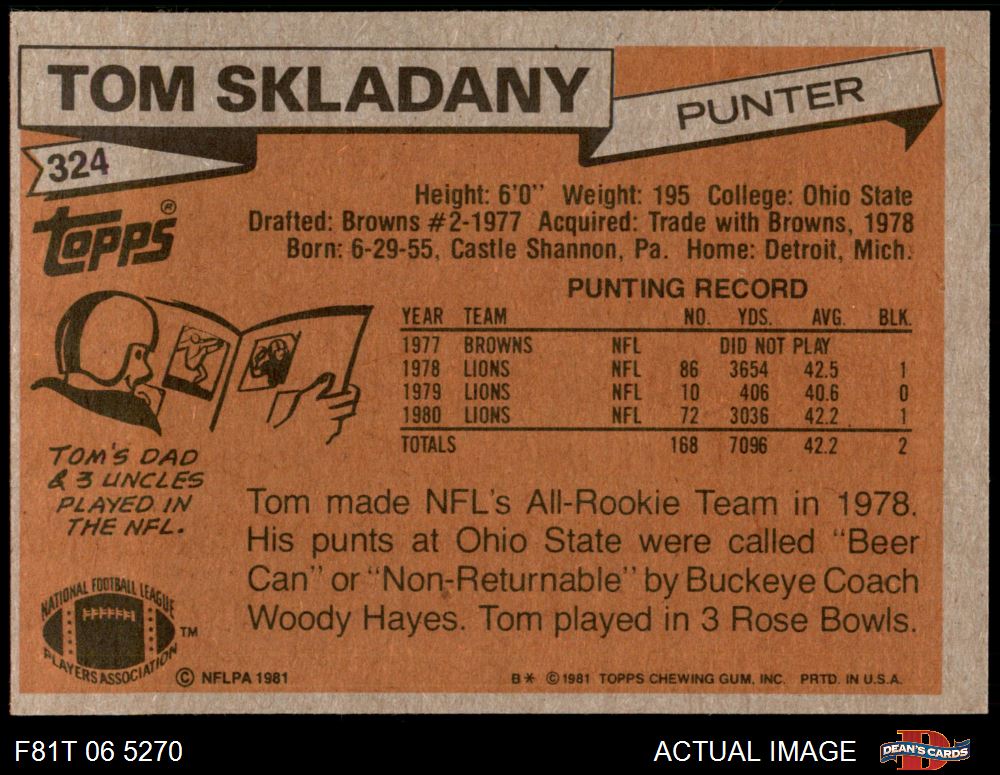 TOM SKLADANY
PUNTER
324
Topps®
Height: 6'0'' Weight: 195 College: Ohio State
Drafted: Browns #2-1977 Acquired: Trade with Browns, 1978
Born: 6-29-55, Castle Shannon, Pa. Home: Detroit, Mich.
PUNTING RECORD
YEAR TEAM NO. YDS. AVG. BLK.
1977 BROWNS NFL DID NOT PLAY
1978 LIONS NFL 86 3654 42.5 1
1979 LIONS NFL 10 406 40.6 0
1980 LIONS NFL 72 3036 42.2 1
TOTALS 168 7096 42.2 2
TOM'S DAD
& 3 UNCLES
PLAYED IN
THE NFL.
Tom made NFL's All-Rookie Team in 1978.
His punts at Ohio State were called "Beer
Can" or "Non-Returnable" by Buckeye Coach
Woody Hayes. Tom played in 3 Rose Bowls.
NATIONAL FOOTBALL LEAGUE
PLAYERS ASSOCIATION
TM
© NFLPA 1981
B* © 1981 TOPPS CHEWING GUM, INC. PRTD. IN U.S.A.
F81T 06 5270
ACTUAL IMAGE
DEAN'S CARDS